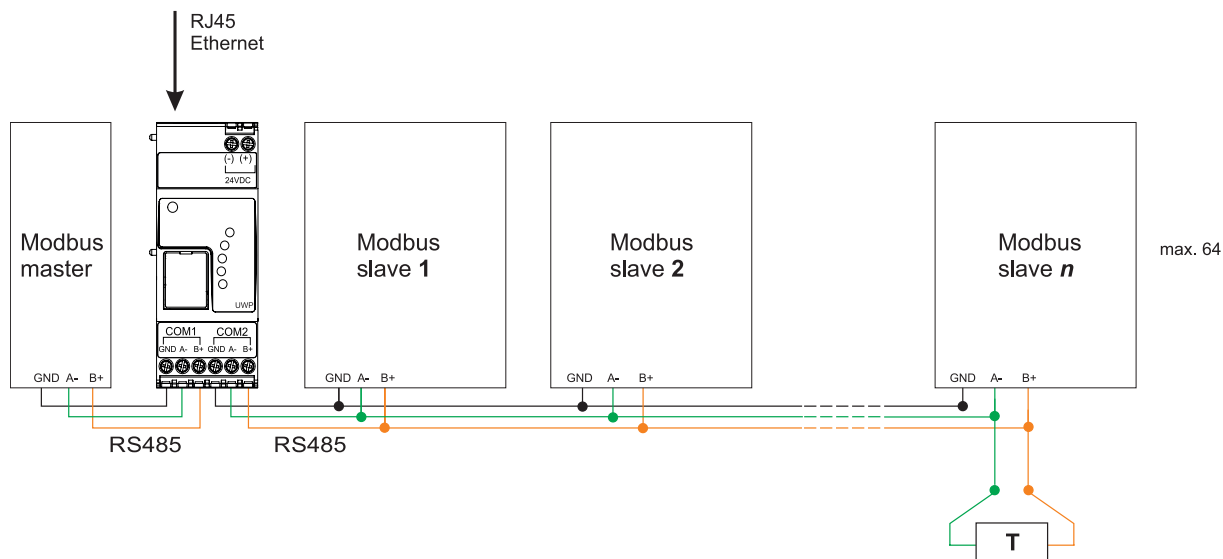 RJ45
Ethernet
(-) (+)
24VDC
Modbus
master
UWP
Modbus
slave 1
Modbus
slave 2
Modbus
slave n
max. 64
COM1 COM2
GND A- B+ GND A- B+
GND A- B+
GND A- B+
GND A- B+
GND A- B+
RS485
RS485
T